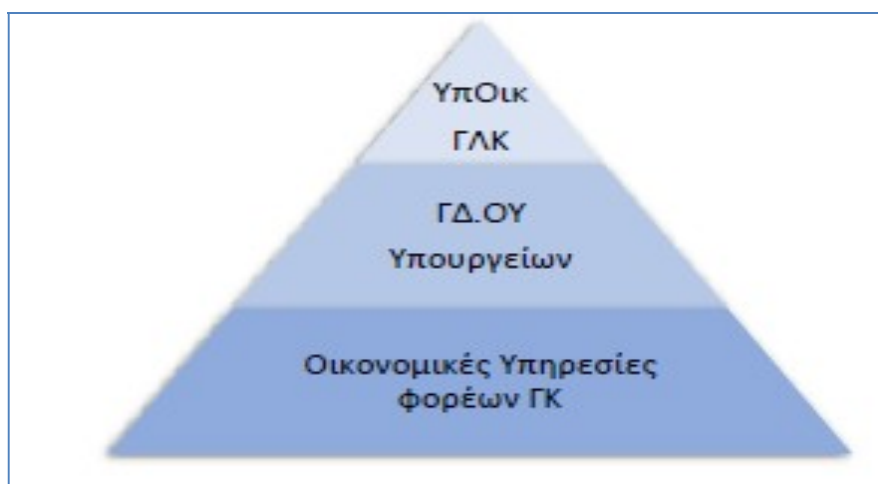 ΥπΟικ
ΓΛΚ
ΓΔ.ΟΥ
Υπουργείων
Οικονομικές Υπηρεσίες
φορέων ΓΚ